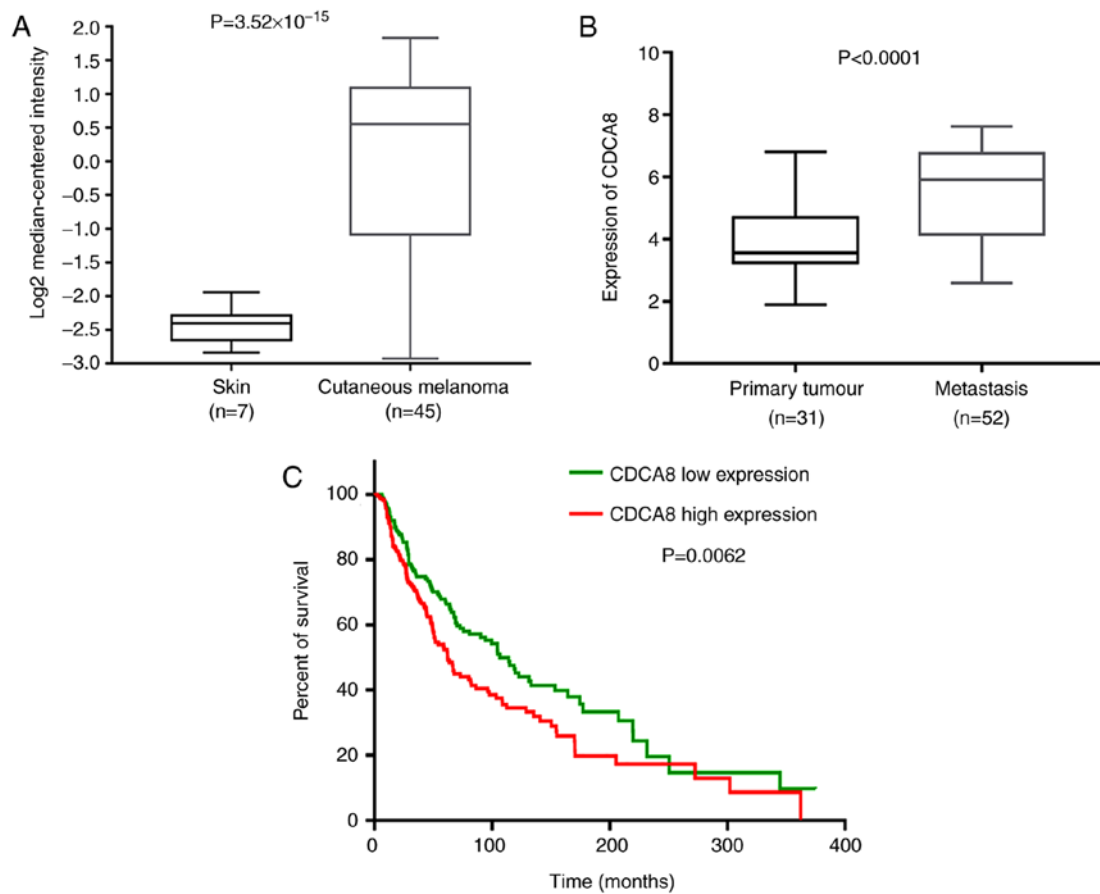 A
P=3.52×10⁻¹⁵
Log2 median-centered intensity
2.0
1.5
1.0
0.5
0.0
−0.5
−1.0
−1.5
−2.0
−2.5
−3.0
Skin
(n=7)
Cutaneous melanoma
(n=45)
B
P<0.0001
Expression of CDCA8
10
8
6
4
2
0
Primary tumour
(n=31)
Metastasis
(n=52)
C
CDCA8 low expression
CDCA8 high expression
P=0.0062
Percent of survival
100
80
60
40
20
0
0 100 200 300 400
Time (months)